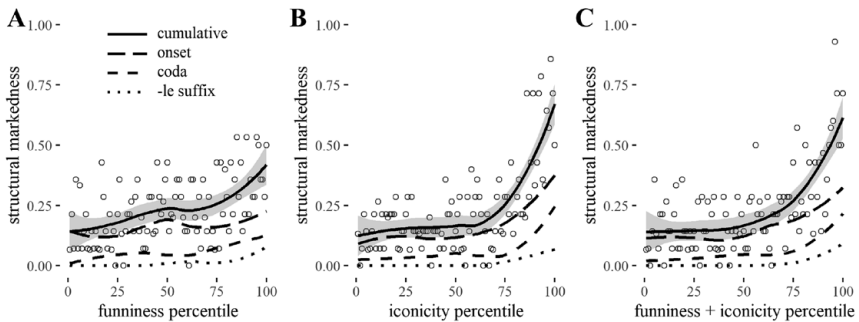 A
B
C
cumulative
onset
coda
-le suffix
structural markedness
1.00
0.75
0.50
0.25
0.00
0 25 50 75 100
funniness percentile
structural markedness
1.00
0.75
0.50
0.25
0.00
0 25 50 75 100
iconicity percentile
structural markedness
1.00
0.75
0.50
0.25
0.00
0 25 50 75 100
funniness + iconicity percentile